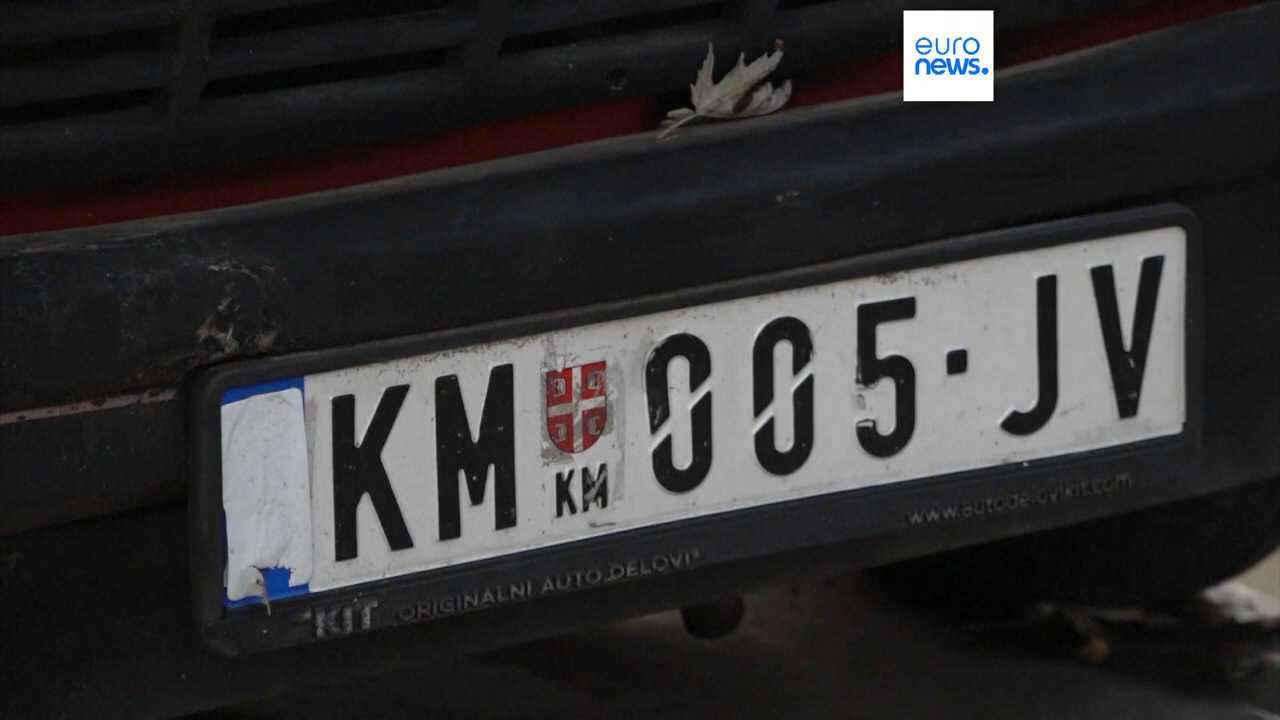 euro
news.
KM 005·JV
KM
KIT ORIGINALNI AUTO DELOVI
www.autodelovikit.com